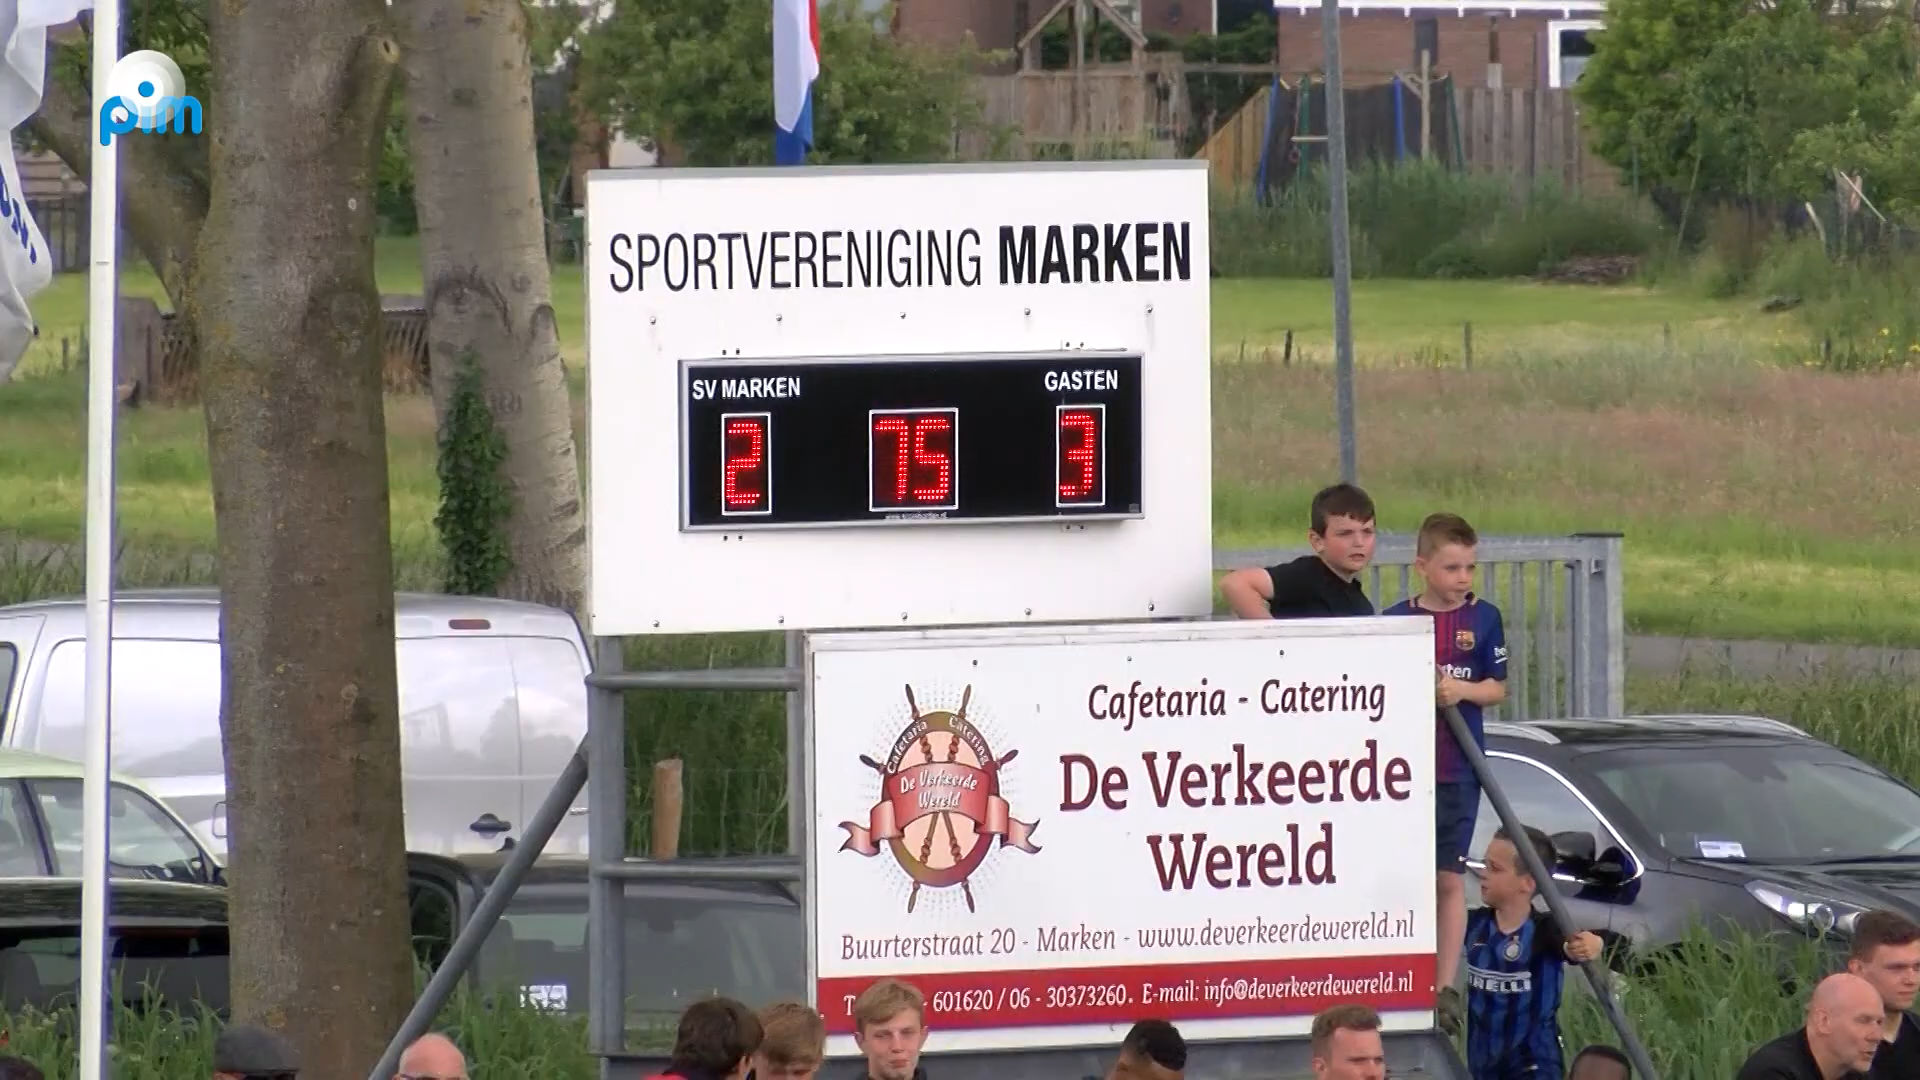 pim
SPORTVERENIGING MARKEN
SV MARKEN
GASTEN
2
75
3
Cafetaria - Catering
De Verkeerde
Wereld
Cafetaria Catering
De Verkeerde
Wereld
Buurterstraat 20 - Marken - www.deverkeerdewereld.nl
- 601620 / 06 - 30373260. E-mail: info@deverkeerdewereld.nl